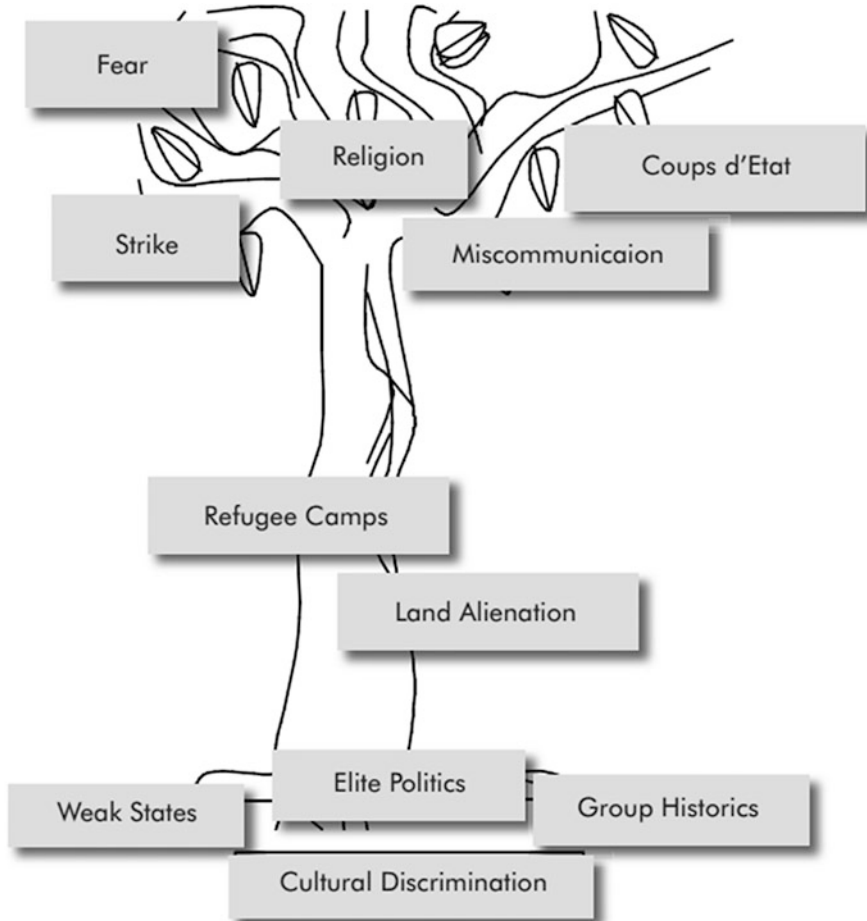 Fear
Religion
Coups d'Etat
Strike
Miscommunicaion
Refugee Camps
Land Alienation
Elite Politics
Weak States
Group Historics
Cultural Discrimination